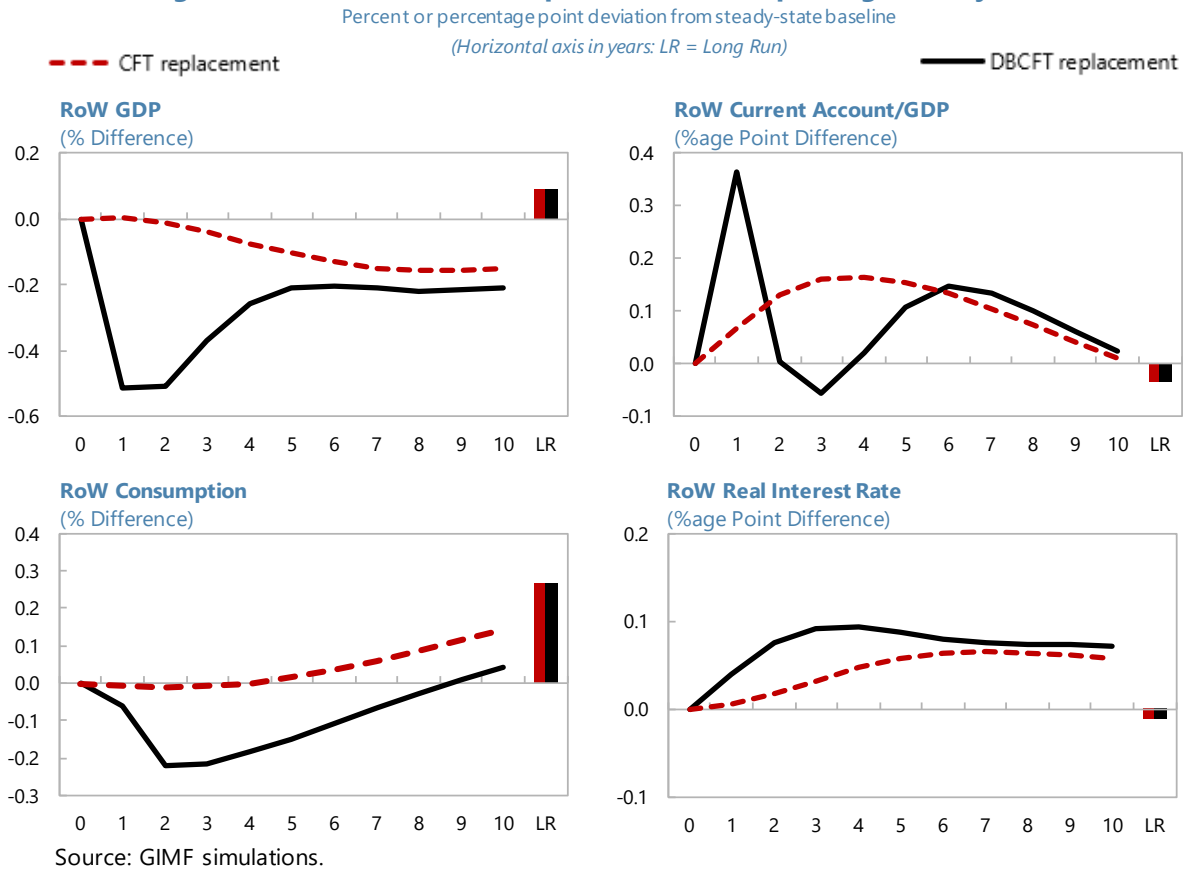 Percent or percentage point deviation from steady-state baseline
(Horizontal axis in years: LR = Long Run)
CFT replacement
DBCFT replacement
RoW GDP
(% Difference)
0.2
0.0
-0.2
-0.4
-0.6
0 1 2 3 4 5 6 7 8 9 10 LR
RoW Current Account/GDP
(%age Point Difference)
0.4
0.3
0.2
0.1
0.0
-0.1
0 1 2 3 4 5 6 7 8 9 10 LR
RoW Consumption
(% Difference)
0.4
0.3
0.2
0.1
0.0
-0.1
-0.2
-0.3
0 1 2 3 4 5 6 7 8 9 10 LR
RoW Real Interest Rate
(%age Point Difference)
0.2
0.1
0.0
-0.1
0 1 2 3 4 5 6 7 8 9 10 LR
Source: GIMF simulations.